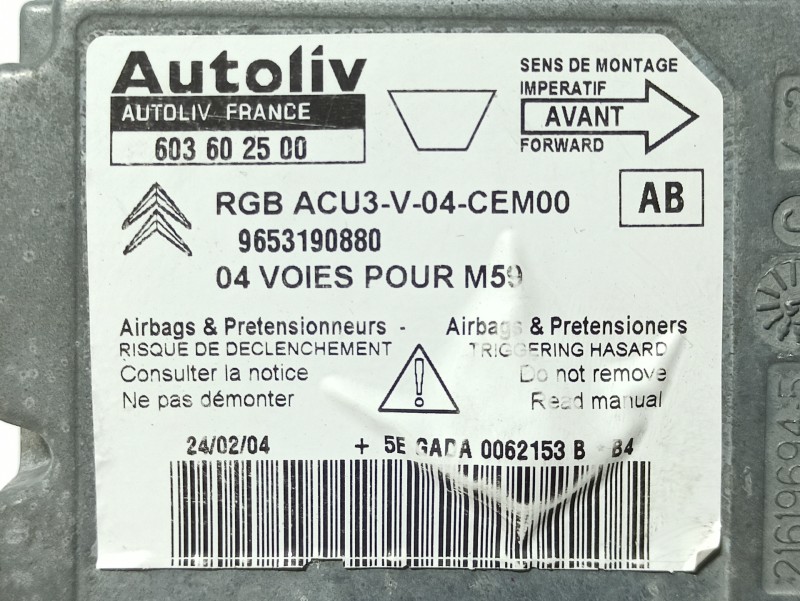 Autoliv
AUTOLIV FRANCE
603 60 25 00
SENS DE MONTAGE
IMPERATIF
AVANT
FORWARD
RGB ACU3-V-04-CEM00
AB
9653190880
04 VOIES POUR M59
Airbags & Pretensionneurs -
RISQUE DE DECLENCHEMENT
Consulter la notice
Ne pas démonter
Airbags & Pretensioners
TRIGGERING HASARD
Do not remove
Read manual
24/02/04 + 5E GADA 0062153 B B4
21619694-5